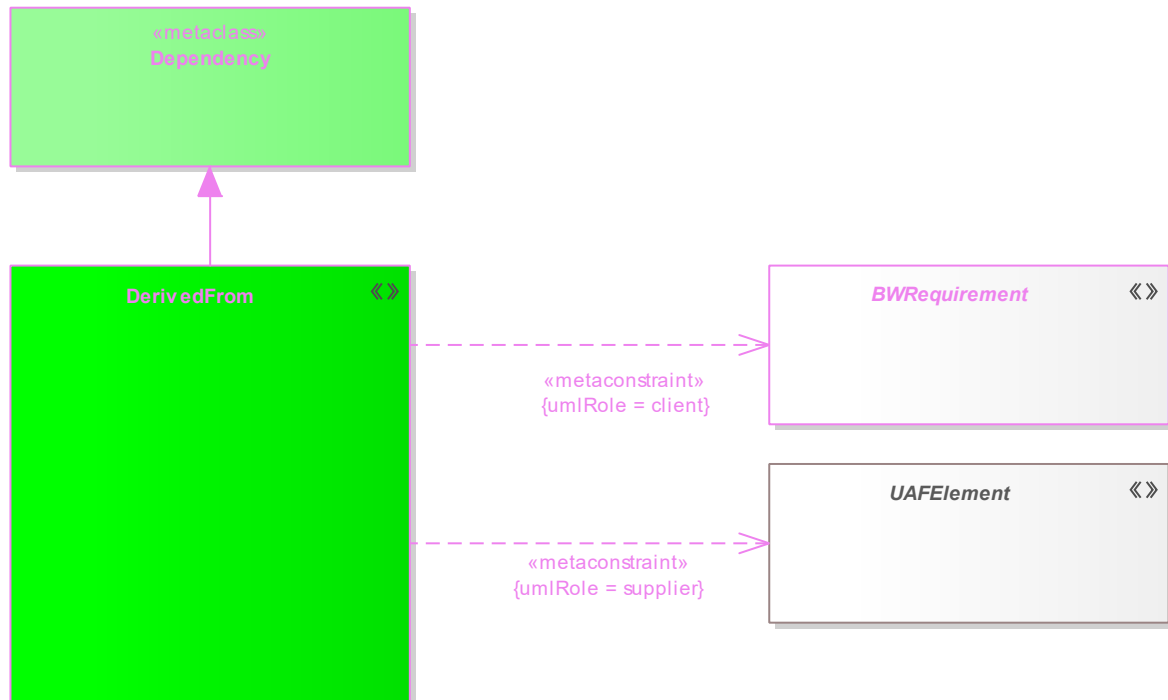 «metaclass»
Dependency
DerivedFrom
BWRequirement
«metaconstraint»
{umlRole = client}
UAFElement
«metaconstraint»
{umlRole = supplier}